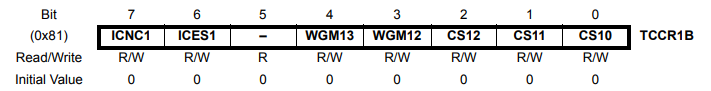 Bit 7 6 5 4 3 2 1 0
(0x81) ICNC1 ICES1 – WGM13 WGM12 CS12 CS11 CS10 TCCR1B
Read/Write R/W R/W R R/W R/W R/W R/W R/W
Initial Value 0 0 0 0 0 0 0 0